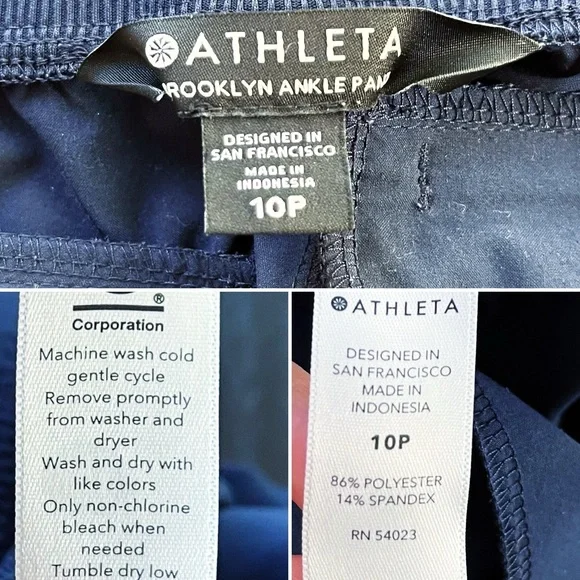 ATHLETA
ROOKLYN ANKLE PAN
DESIGNED IN
SAN FRANCISCO
MADE IN
INDONESIA
10P
®
Corporation
Machine wash cold
gentle cycle
Remove promptly
from washer and
dryer
Wash and dry with
like colors
Only non-chlorine
bleach when
needed
Tumble dry low
ATHLETA
DESIGNED IN
SAN FRANCISCO
MADE IN
INDONESIA
10P
86% POLYESTER
14% SPANDEX
RN 54023